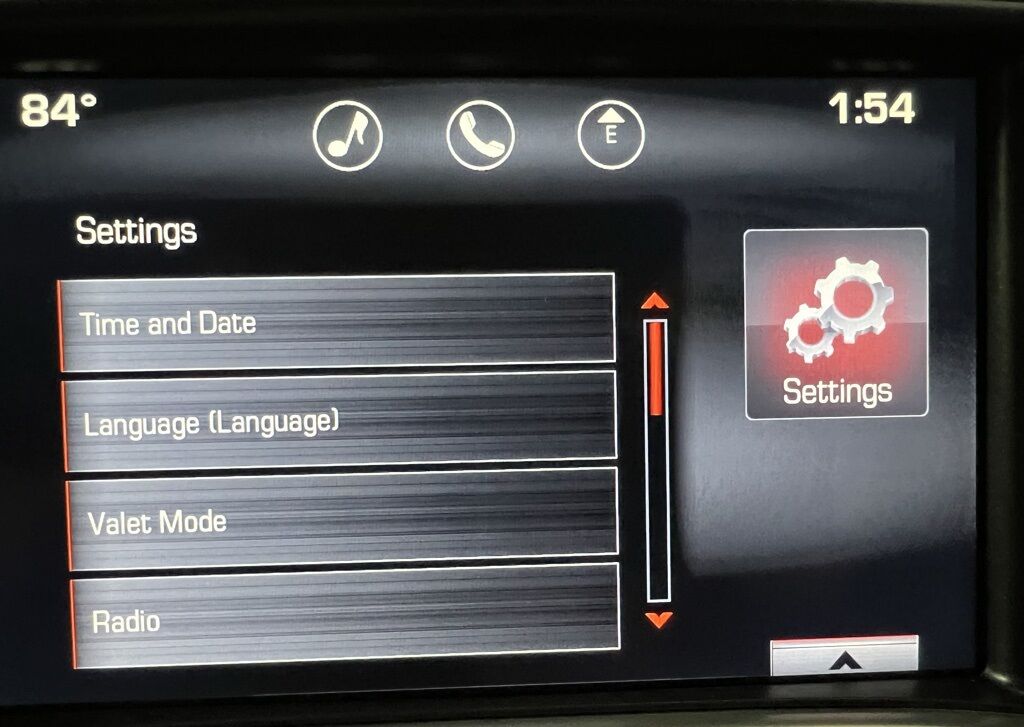 84°
E
1:54
Settings
Time and Date
Language (Language)
Valet Mode
Radio
Settings